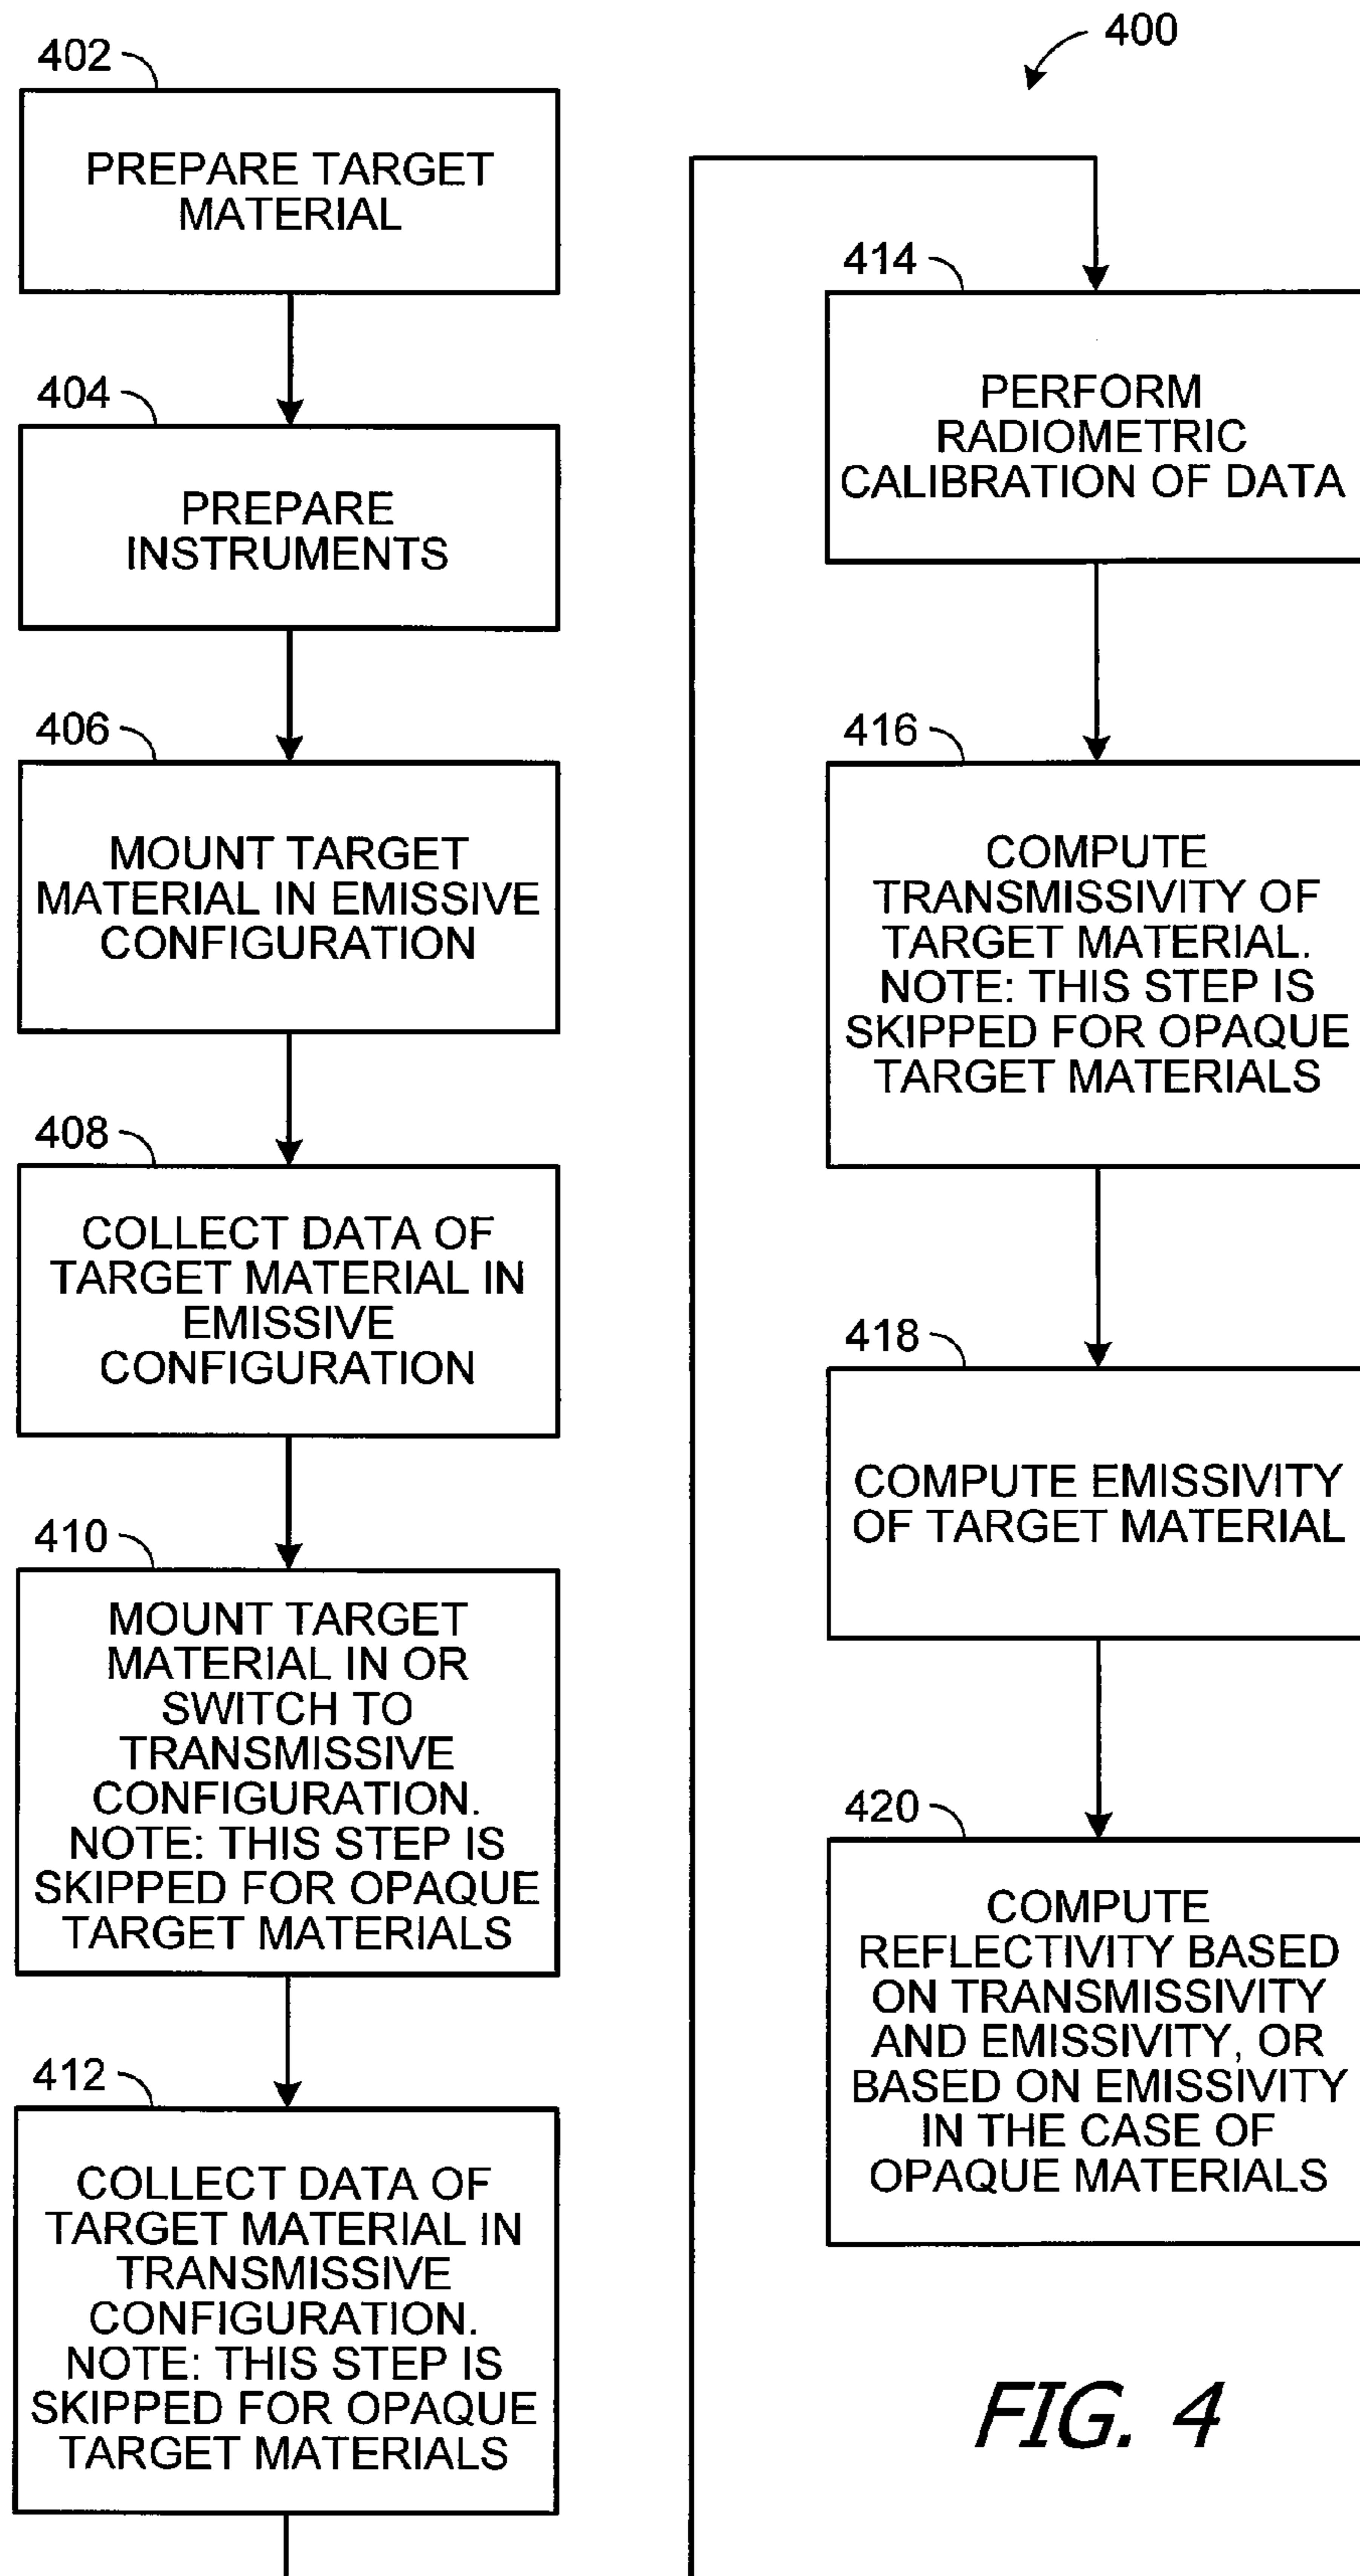 402
PREPARE TARGET
MATERIAL
404
PREPARE
INSTRUMENTS
406
MOUNT TARGET
MATERIAL IN EMISSIVE
CONFIGURATION
408
COLLECT DATA OF
TARGET MATERIAL IN
EMISSIVE
CONFIGURATION
410
MOUNT TARGET
MATERIAL IN OR
SWITCH TO
TRANSMISSIVE
CONFIGURATION.
NOTE: THIS STEP IS
SKIPPED FOR OPAQUE
TARGET MATERIALS
412
COLLECT DATA OF
TARGET MATERIAL IN
TRANSMISSIVE
CONFIGURATION.
NOTE: THIS STEP IS
SKIPPED FOR OPAQUE
TARGET MATERIALS
400
414
PERFORM
RADIOMETRIC
CALIBRATION OF DATA
416
COMPUTE
TRANSMISSIVITY OF
TARGET MATERIAL.
NOTE: THIS STEP IS
SKIPPED FOR OPAQUE
TARGET MATERIALS
418
COMPUTE EMISSIVITY
OF TARGET MATERIAL
420
COMPUTE
REFLECTIVITY BASED
ON TRANSMISSIVITY
AND EMISSIVITY, OR
BASED ON EMISSIVITY
IN THE CASE OF
OPAQUE MATERIALS
FIG. 4